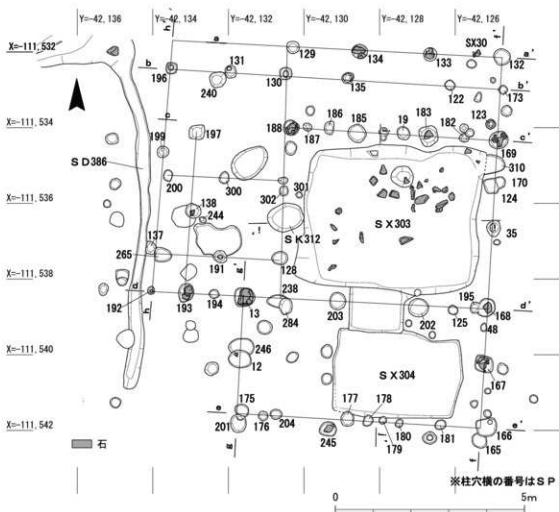 Y=-42, 136
Y=-42, 134
Y=-42, 132
Y=-42, 130
Y=-42, 128
Y=-42, 126
h'
f'
X=-111, 532
a
129
134
133
SX30
132
a'
b
196
131
240
130
135
122
173
b'
X=-111, 534
c
199
197
188
187
186
185
19
183
182
123
169
c'
SD386
310
170
124
200
300
301
302
X=-111, 536
138
244
SX303
SK312
35
137
265
191
128
g'
X=-111, 538
d
192
h
193
194
13
238
284
203
202
195
125
168
48
d'
X=-111, 540
246
12
SX304
167
e
175
201
176
204
177
178
245
179
180
181
166
165
e'
X=-111, 542
g
f
石
※柱穴横の番号はSP
0
5m